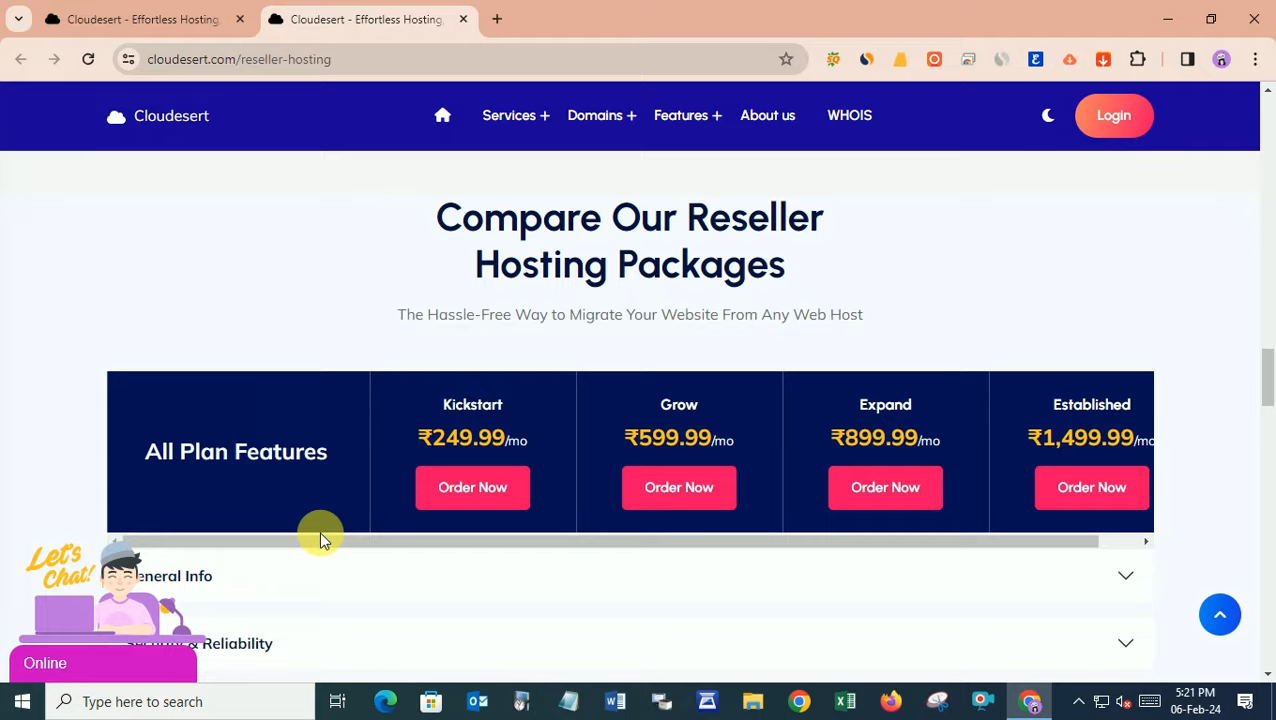 Cloudesert - Effortless Hosting,
Cloudesert - Effortless Hosting,
cloudesert.com/reseller-hosting
Cloudesert
Services +
Domains +
Features +
About us
WHOIS
Login
Compare Our Reseller
Hosting Packages
The Hassle-Free Way to Migrate Your Website From Any Web Host
All Plan Features
Kickstart
₹249.99/mo
Order Now
Grow
₹599.99/mo
Order Now
Expand
₹899.99/mo
Order Now
Established
₹1,499.99/mo
Order Now
Let's
Chat!
General Info
Security & Reliability
Online
Type here to search
5:21 PM
06-Feb-24